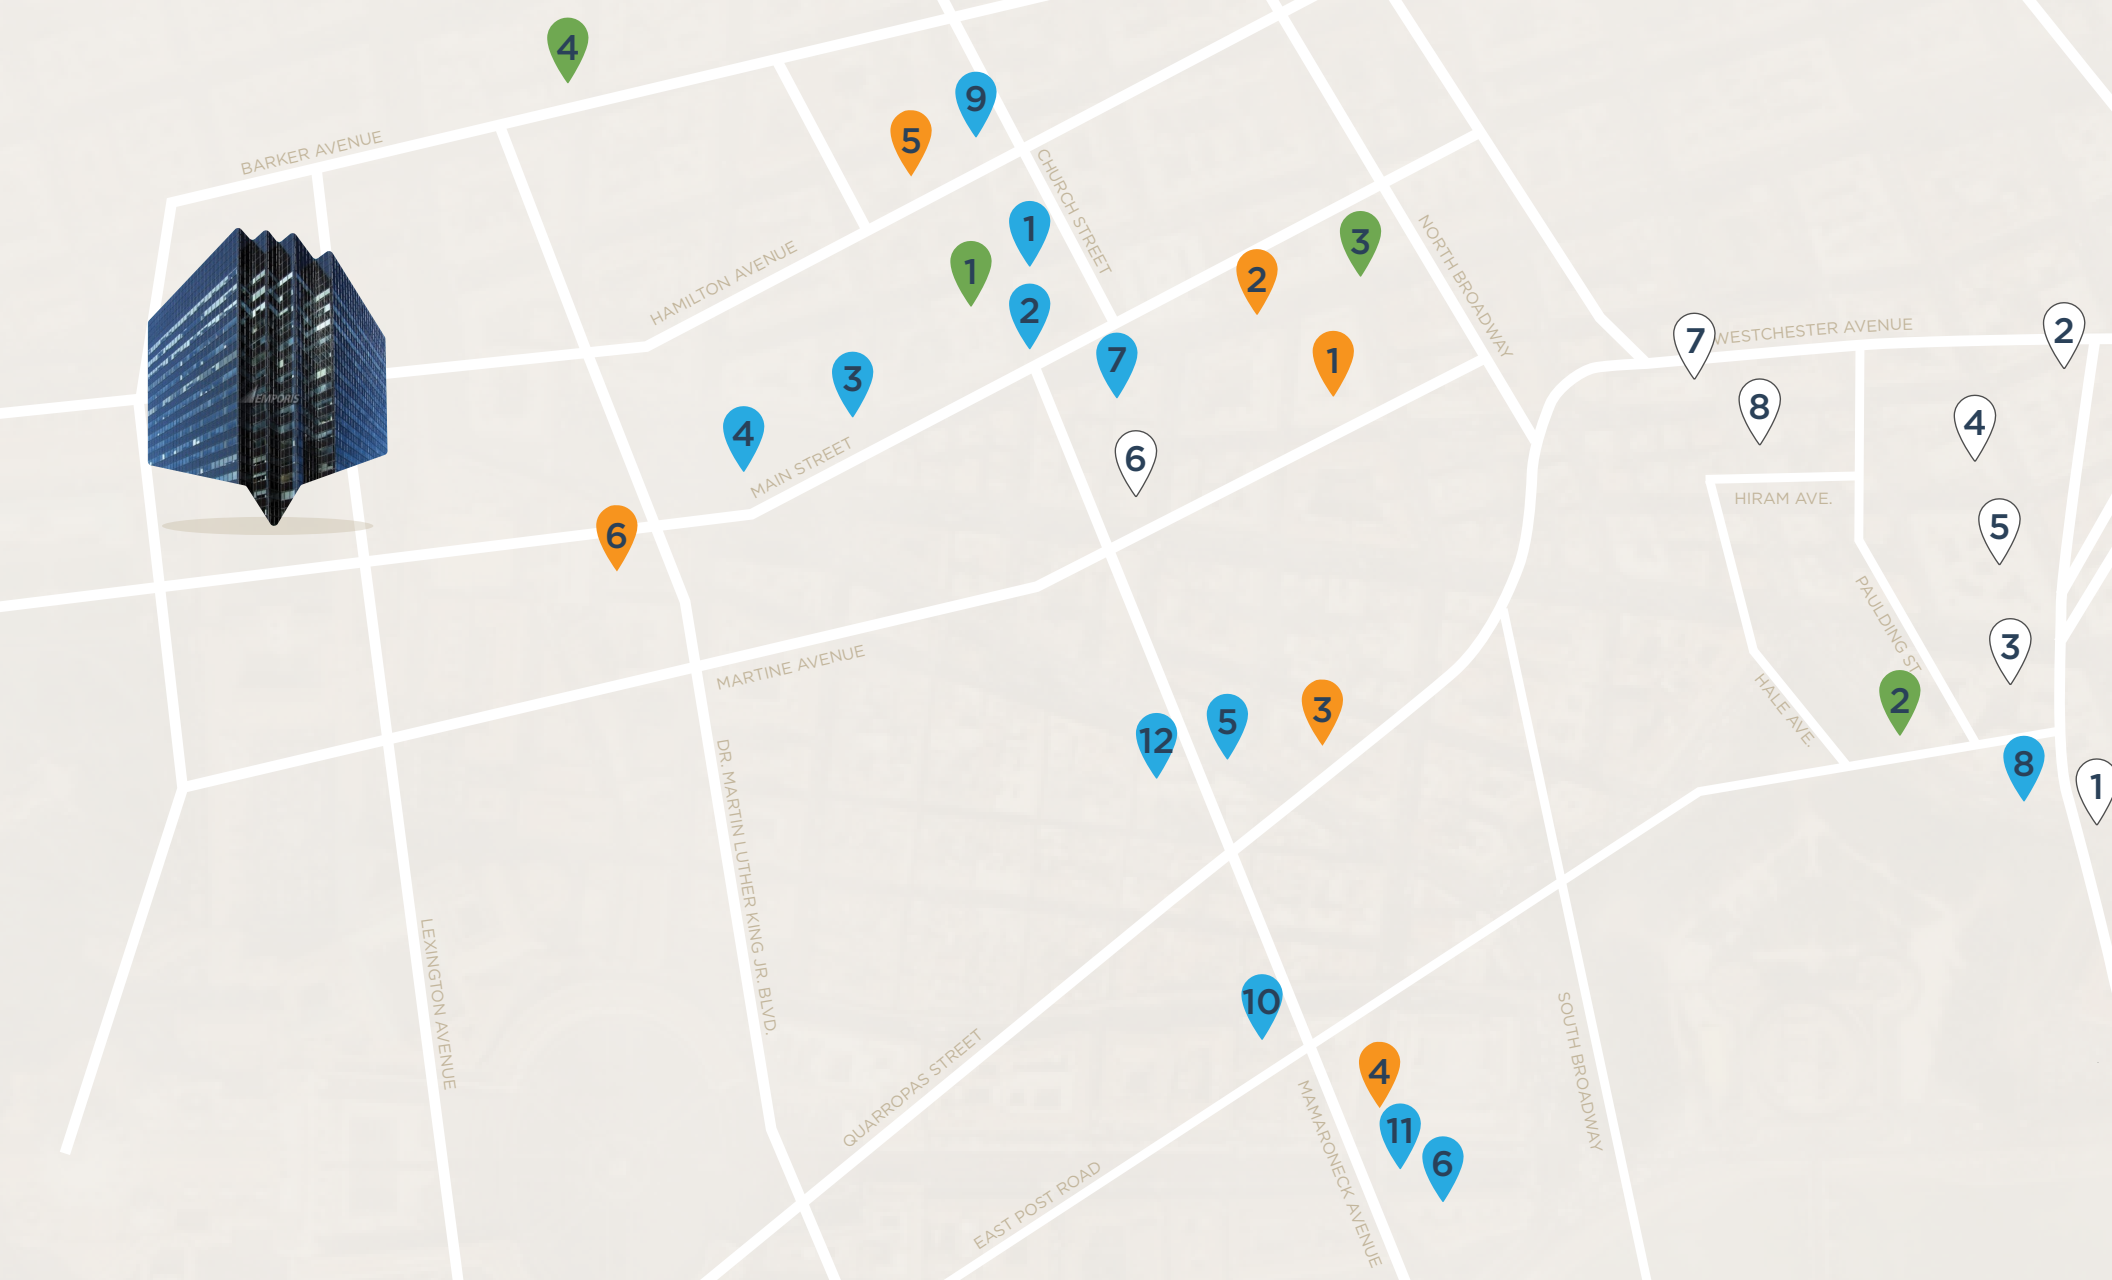 4
9
5
BARKER AVENUE
CHURCH STREET
1
3
1
2
HAMILTON AVENUE
NORTH BROADWAY
2
7
WESTCHESTER AVENUE
2
7
1
3
EMPORIS
8
4
4
6
MAIN STREET
HIRAM AVE.
5
6
PAULDING ST
3
MARTINE AVENUE
2
HALE AVE.
3
5
12
8
1
DR. MARTIN LUTHER KING JR. BLVD.
LEXINGTON AVENUE
10
SOUTH BROADWAY
4
QUARROPAS STREET
11
6
MAMARONECK AVENUE
EAST POST ROAD